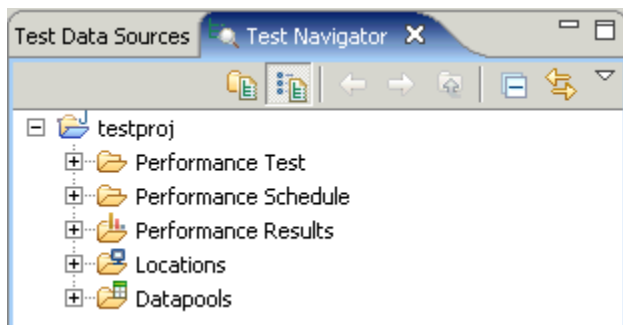 Test Data Sources Test Navigator
testproj
Performance Test
Performance Schedule
Performance Results
Locations
Datapools